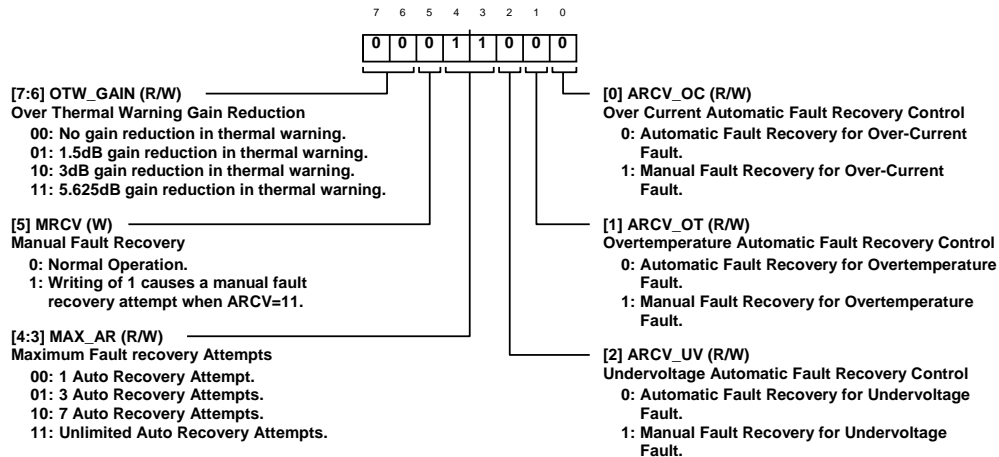 7 6 5 4 3 2 1 0
0 0 0 1 1 0 0 0
[7:6] OTW_GAIN (R/W)
Over Thermal Warning Gain Reduction
00: No gain reduction in thermal warning.
01: 1.5dB gain reduction in thermal warning.
10: 3dB gain reduction in thermal warning.
11: 5.625dB gain reduction in thermal warning.
[5] MRCV (W)
Manual Fault Recovery
0: Normal Operation.
1: Writing of 1 causes a manual fault
recovery attempt when ARCV=11.
[4:3] MAX_AR (R/W)
Maximum Fault recovery Attempts
00: 1 Auto Recovery Attempt.
01: 3 Auto Recovery Attempts.
10: 7 Auto Recovery Attempts.
11: Unlimited Auto Recovery Attempts.
[0] ARCV_OC (R/W)
Over Current Automatic Fault Recovery Control
0: Automatic Fault Recovery for Over-Current
Fault.
1: Manual Fault Recovery for Over-Current
Fault.
[1] ARCV_OT (R/W)
Overtemperature Automatic Fault Recovery Control
0: Automatic Fault Recovery for Overtemperature
Fault.
1: Manual Fault Recovery for Overtemperature
Fault.
[2] ARCV_UV (R/W)
Undervoltage Automatic Fault Recovery Control
0: Automatic Fault Recovery for Undervoltage
Fault.
1: Manual Fault Recovery for Undervoltage
Fault.